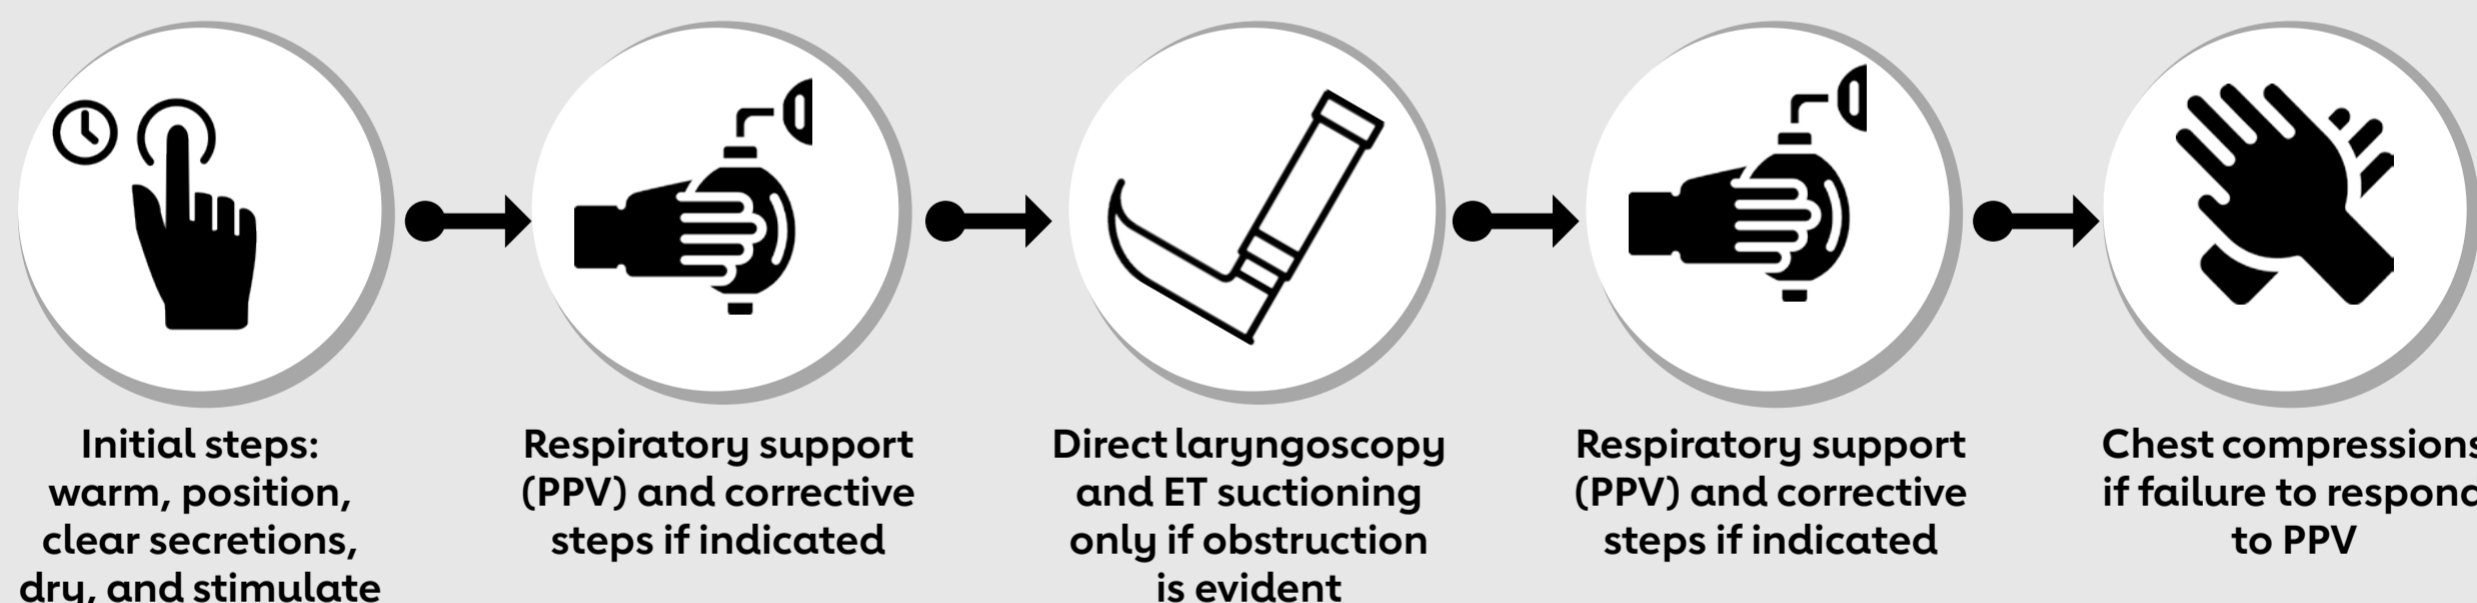 Initial steps:
warm, position,
clear secretions,
dry, and stimulate
Respiratory support
(PPV) and corrective
steps if indicated
Direct laryngoscopy
and ET suctioning
only if obstruction
is evident
Respiratory support
(PPV) and corrective
steps if indicated
Chest compressions
if failure to respond
to PPV